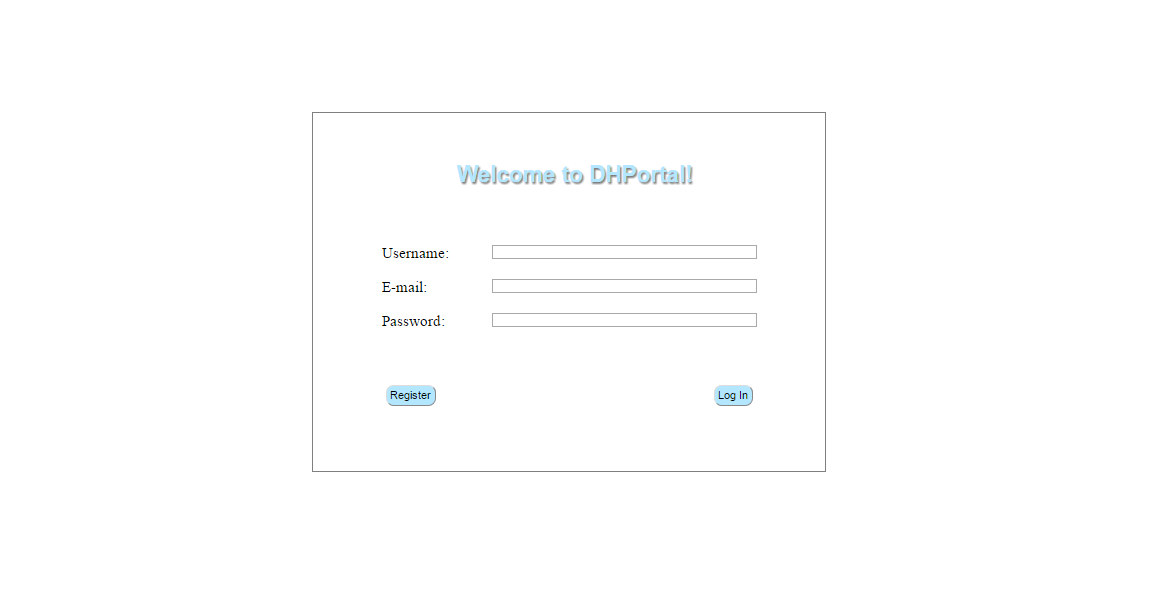 Welcome to DHPortal!
Username:
E-mail:
Password:
Register Log In